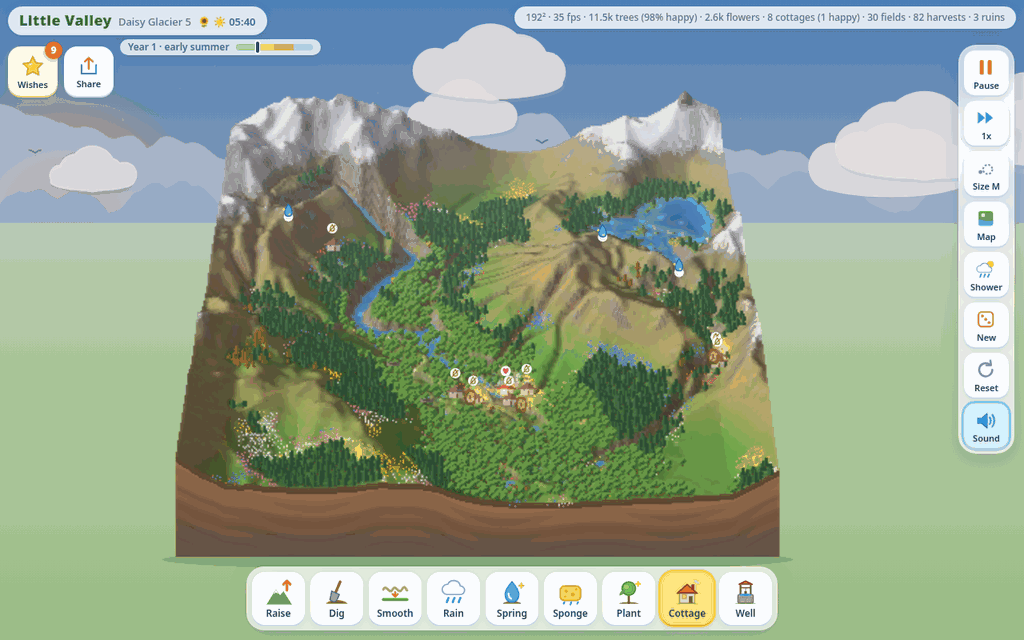 Little Valley Daisy Glacier 5 05:40
192² · 35 fps · 11.5k trees (98% happy) · 2.6k flowers · 8 cottages (1 happy) · 30 fields · 82 harvests · 3 ruins
Year 1 · early summer
9
Wishes
Share
Pause
1x
Size M
Map
Shower
New
Reset
Sound
Raise
Dig
Smooth
Rain
Spring
Sponge
Plant
Cottage
Well